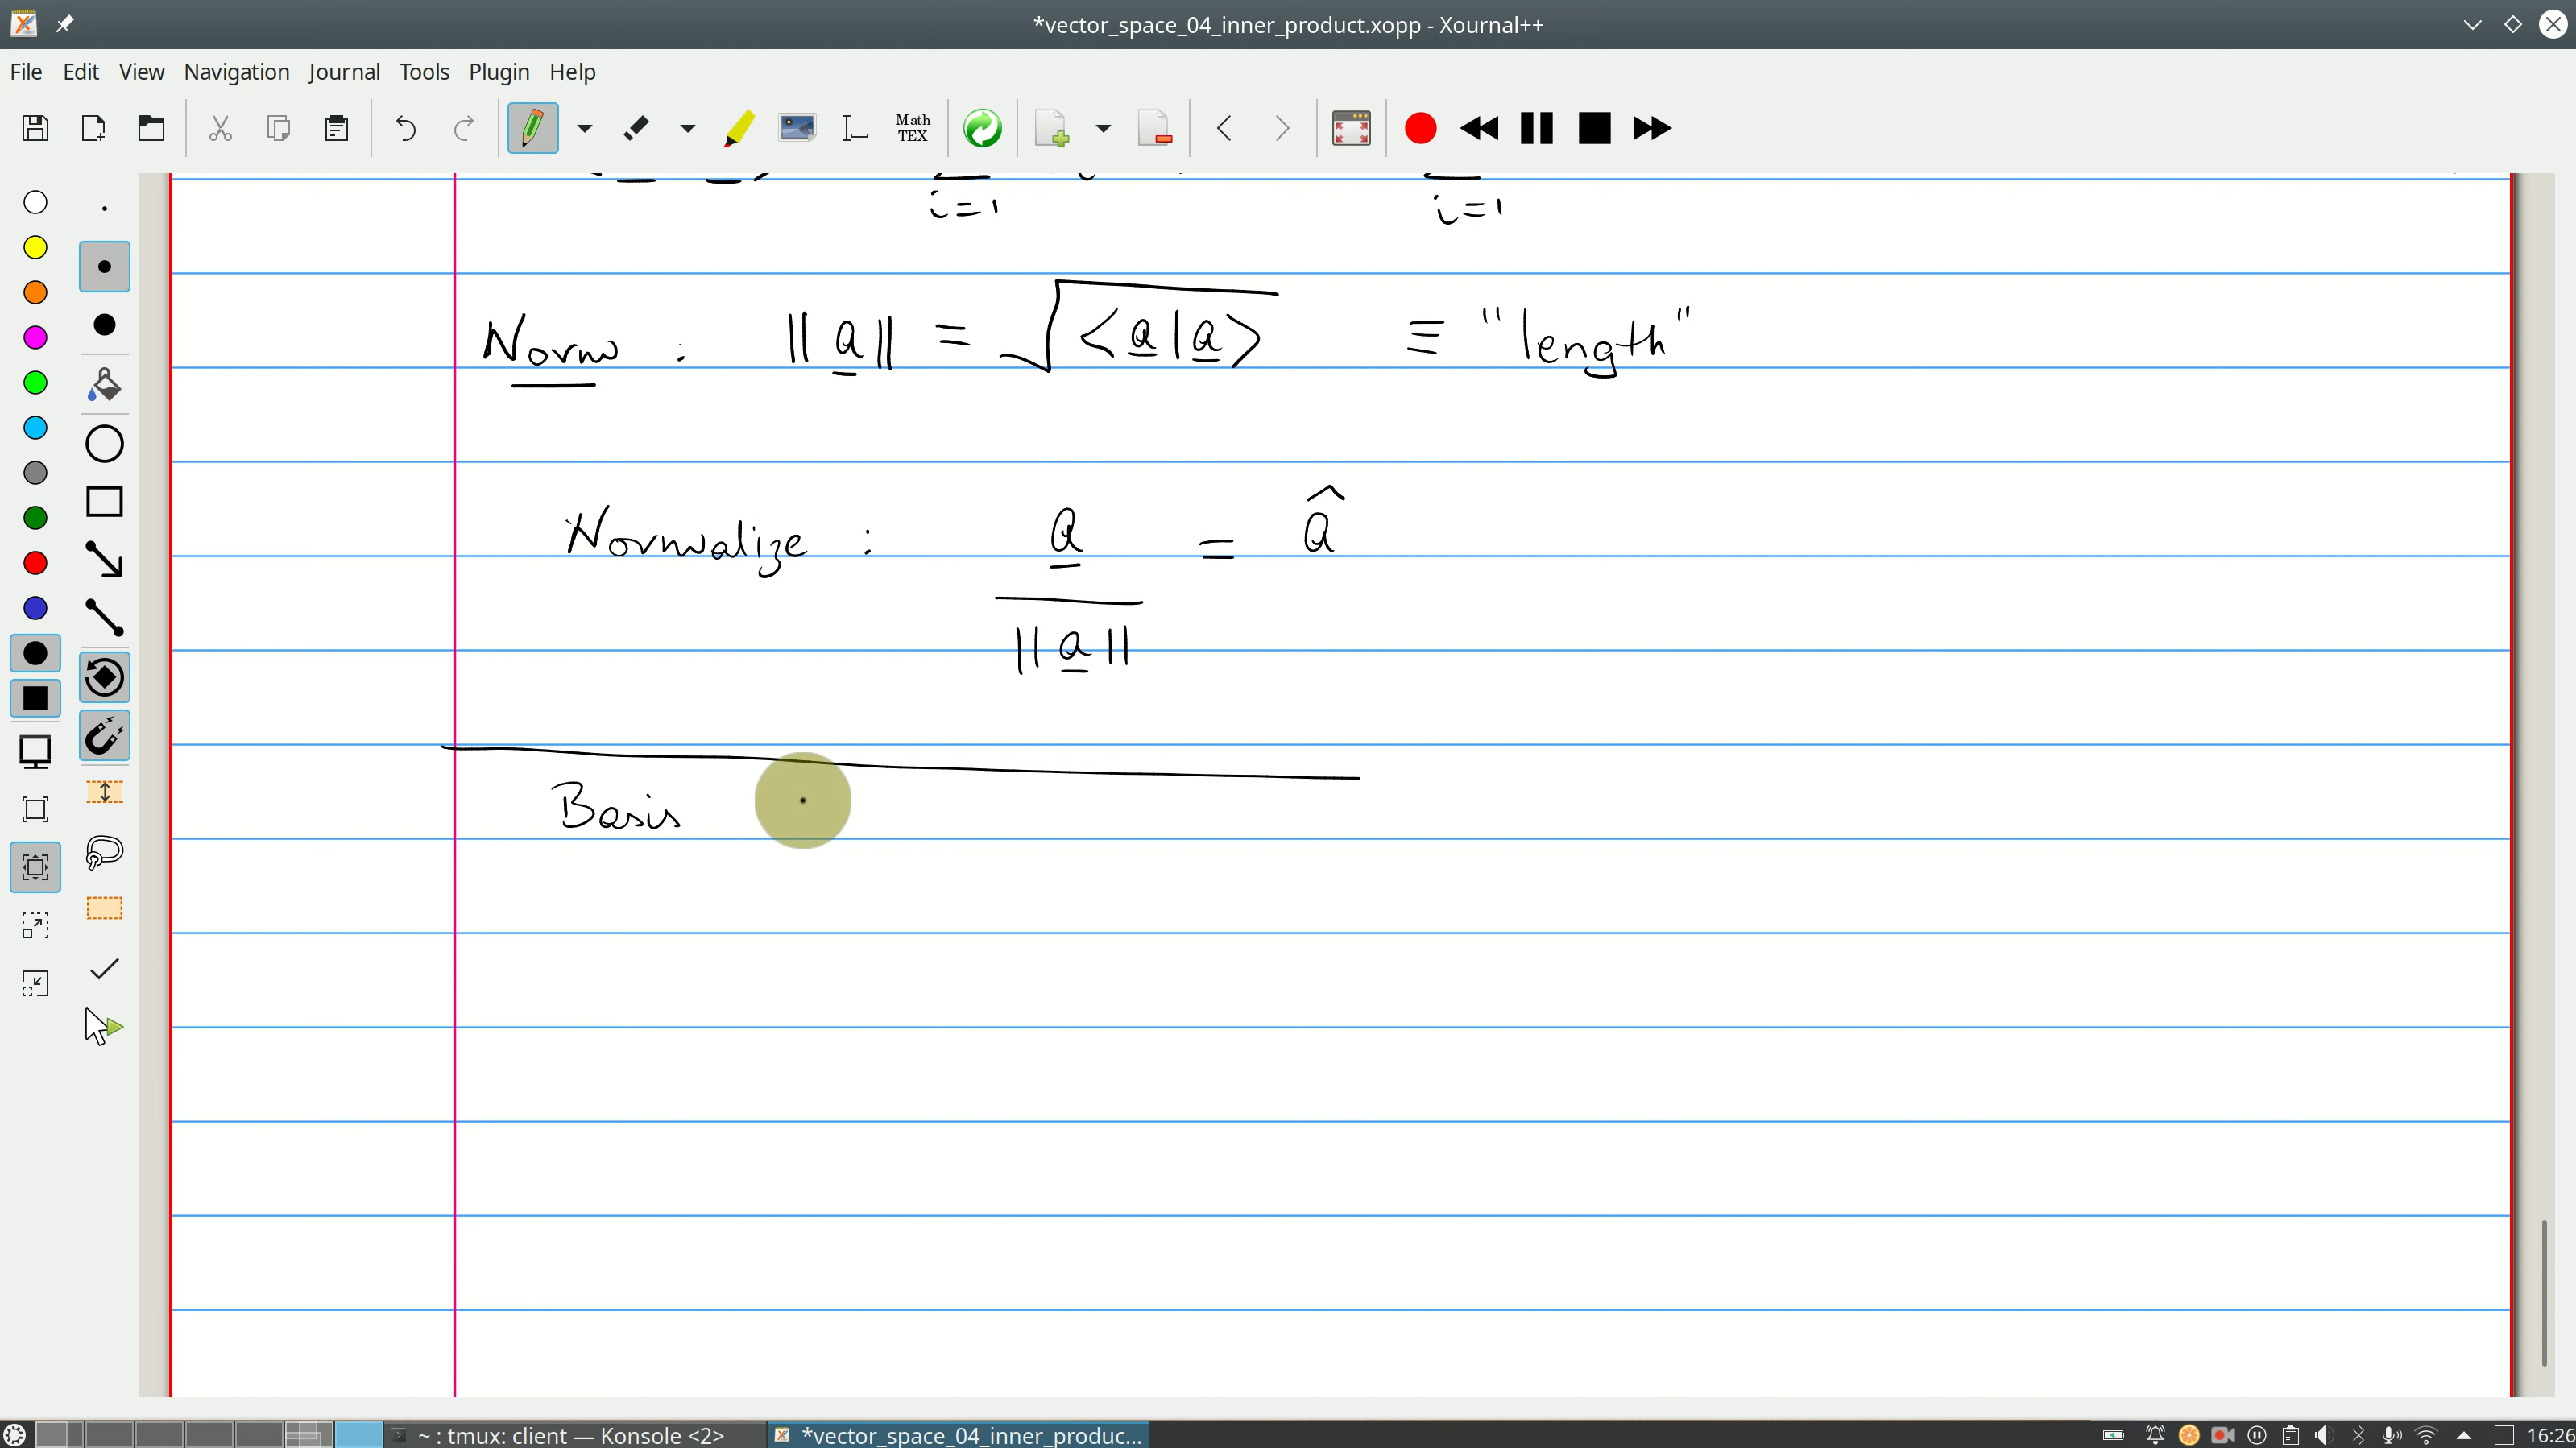 *vector_space_04_inner_product.xopp - Xournal++
File Edit View Navigation Journal Tools Plugin Help
Math
TEX
i=1 i=1
Norm : ||a|| = √<a|a> ≡ "length"
Normalize : a = â
||a||
Basis
~ : tmux: client — Konsole <2> *vector_space_04_inner_produc... 16:26